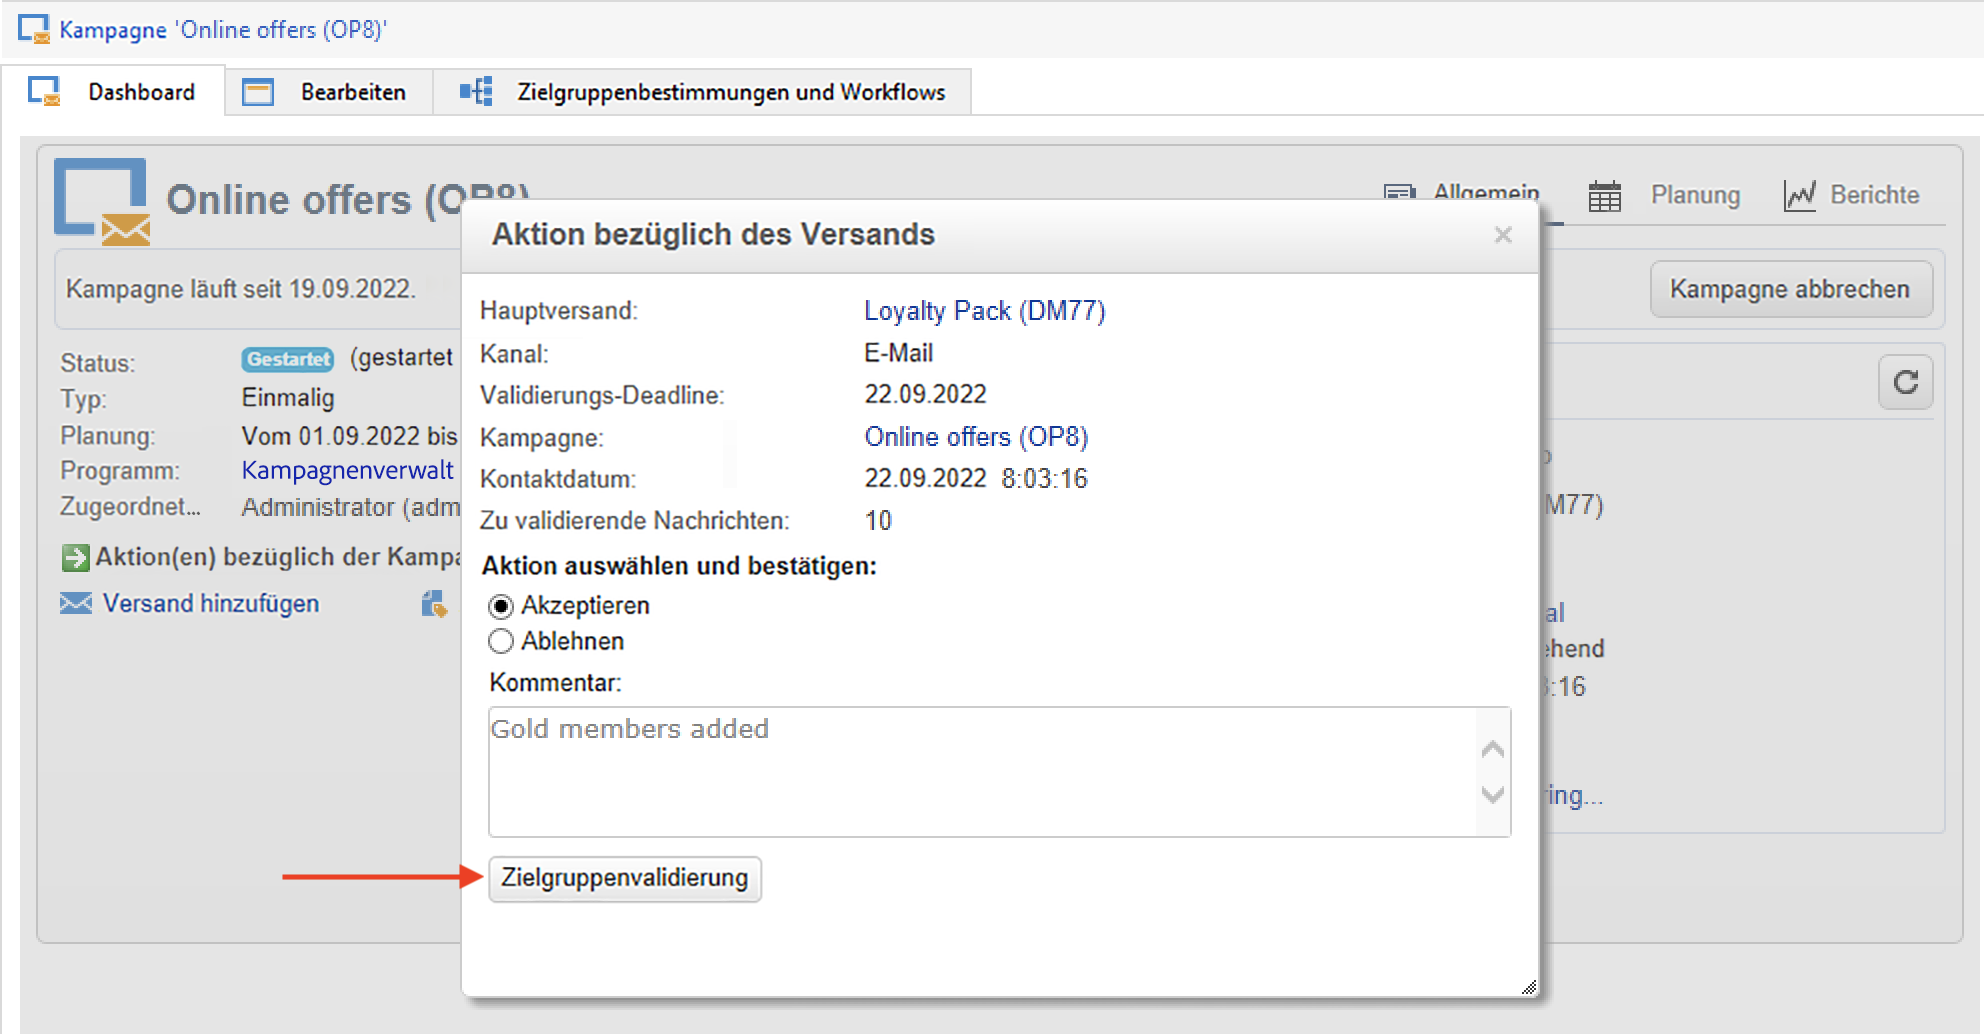 Kampagne 'Online offers (OP8)'
Dashboard Bearbeiten Zielgruppenbestimmungen und Workflows
Online offers (OP8)
Allgemein Planung Berichte
Kampagne läuft seit 19.09.2022.
Kampagne abbrechen
Status: Gestartet (gestartet
Typ: Einmalig
Planung: Vom 01.09.2022 bis
Programm: Kampagnenverwalt
Zugeordnet... Administrator (adm
Aktion(en) bezüglich der Kampa
Versand hinzufügen
Aktion bezüglich des Versands
Hauptversand: Loyalty Pack (DM77)
Kanal: E-Mail
Validierungs-Deadline: 22.09.2022
Kampagne: Online offers (OP8)
Kontaktdatum: 22.09.2022 8:03:16
Zu validierende Nachrichten: 10
Aktion auswählen und bestätigen:
Akzeptieren
Ablehnen
Kommentar:
Gold members added
Zielgruppenvalidierung
M77)
al
ehend
:16
ring...